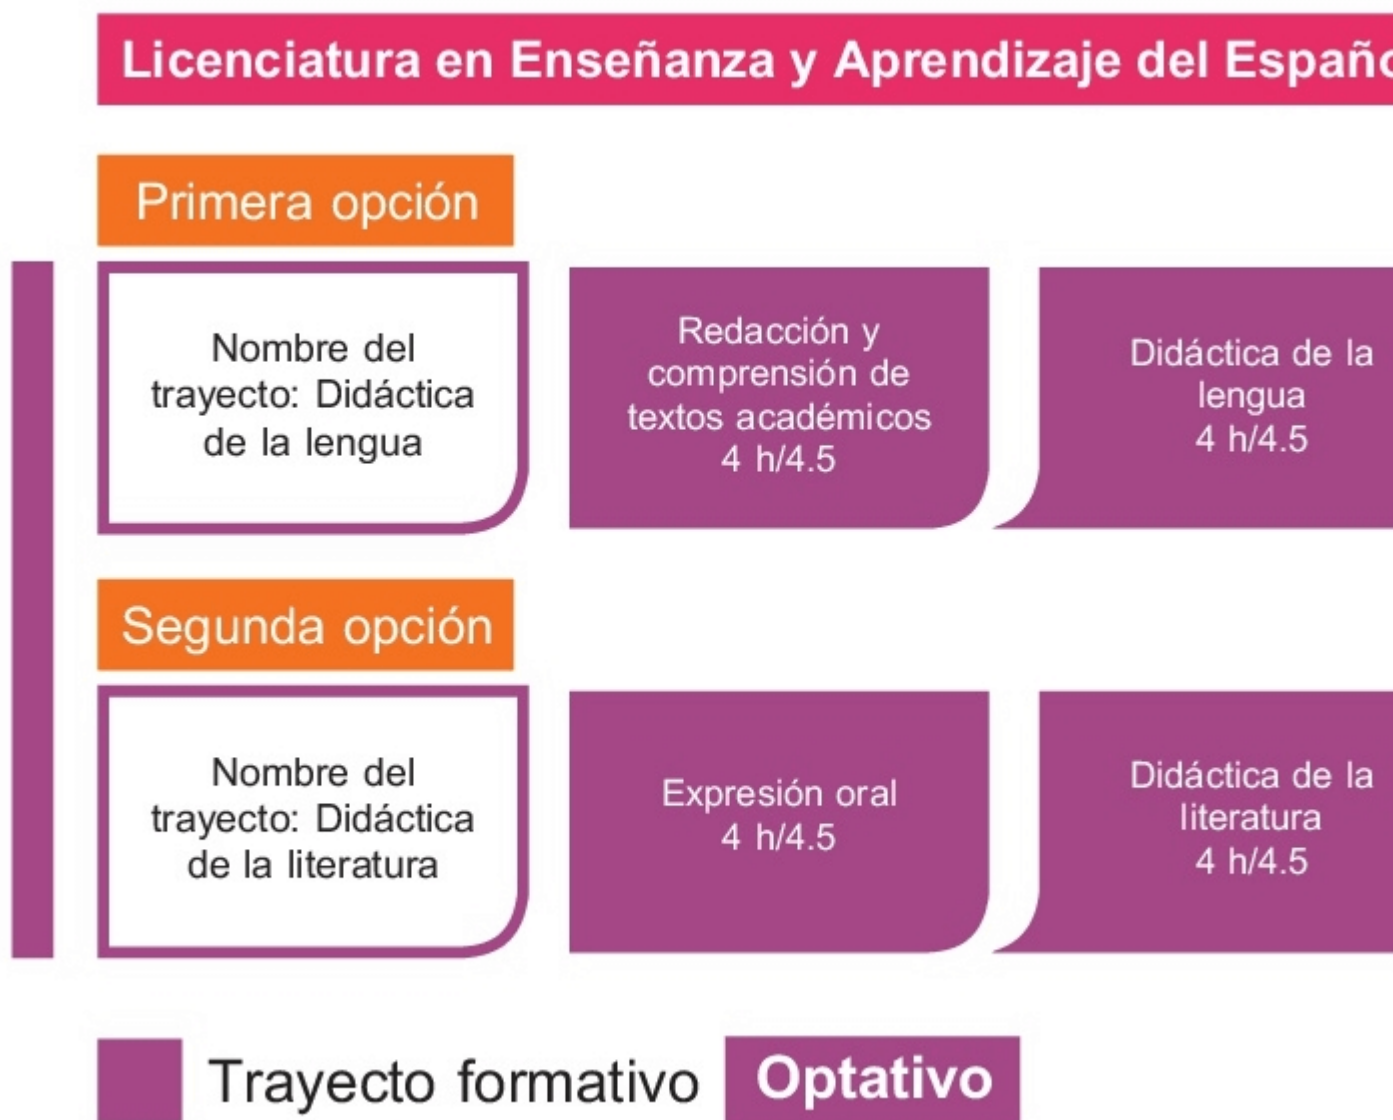 Licenciatura en Enseñanza y Aprendizaje del Españo
Primera opción
Nombre del
trayecto: Didáctica
de la lengua
Redacción y
comprensión de
textos académicos
4 h/4.5
Didáctica de la
lengua
4 h/4.5
Segunda opción
Nombre del
trayecto: Didáctica
de la literatura
Expresión oral
4 h/4.5
Didáctica de la
literatura
4 h/4.5
Trayecto formativo Optativo